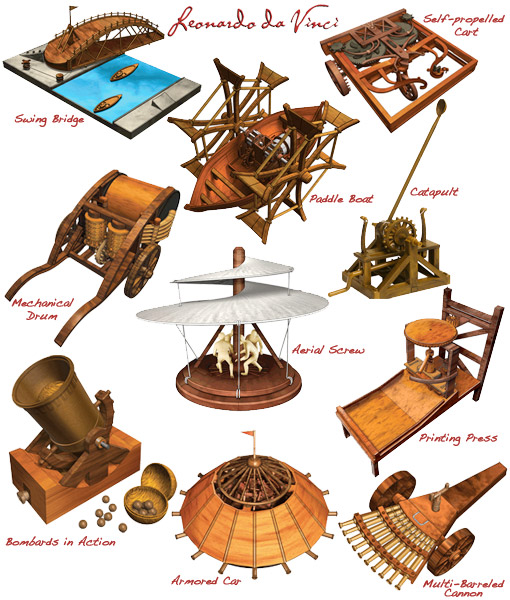 Leonardo da Vinci
Self-propelled
Cart
Swing Bridge
Paddle Boat
Catapult
Mechanical
Drum
Aerial Screw
Printing Press
Bombards in Action
Armored Car
Multi-Barreled
Cannon